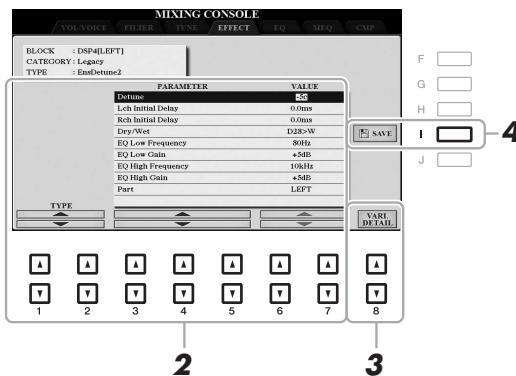 MIXING CONSOLE
VOL/VOICE FILTER TUNE EFFECT EQ MEQ CMP
BLOCK : DSP4[LEFT]
CATEGORY : Legacy
TYPE : EnsDetune2
PARAMETER VALUE
Detune
Lch Initial Delay 0.0ms
Rch Initial Delay 0.0ms
Dry/Wet D28>W
EQ Low Frequency 80Hz
EQ Low Gain +5dB
EQ High Frequency 10kHz
EQ High Gain +5dB
Part LEFT
SAVE
TYPE
VARI. DETAIL
F
G
H
I
J
4
1 2 3 4 5 6 7 8
2 3